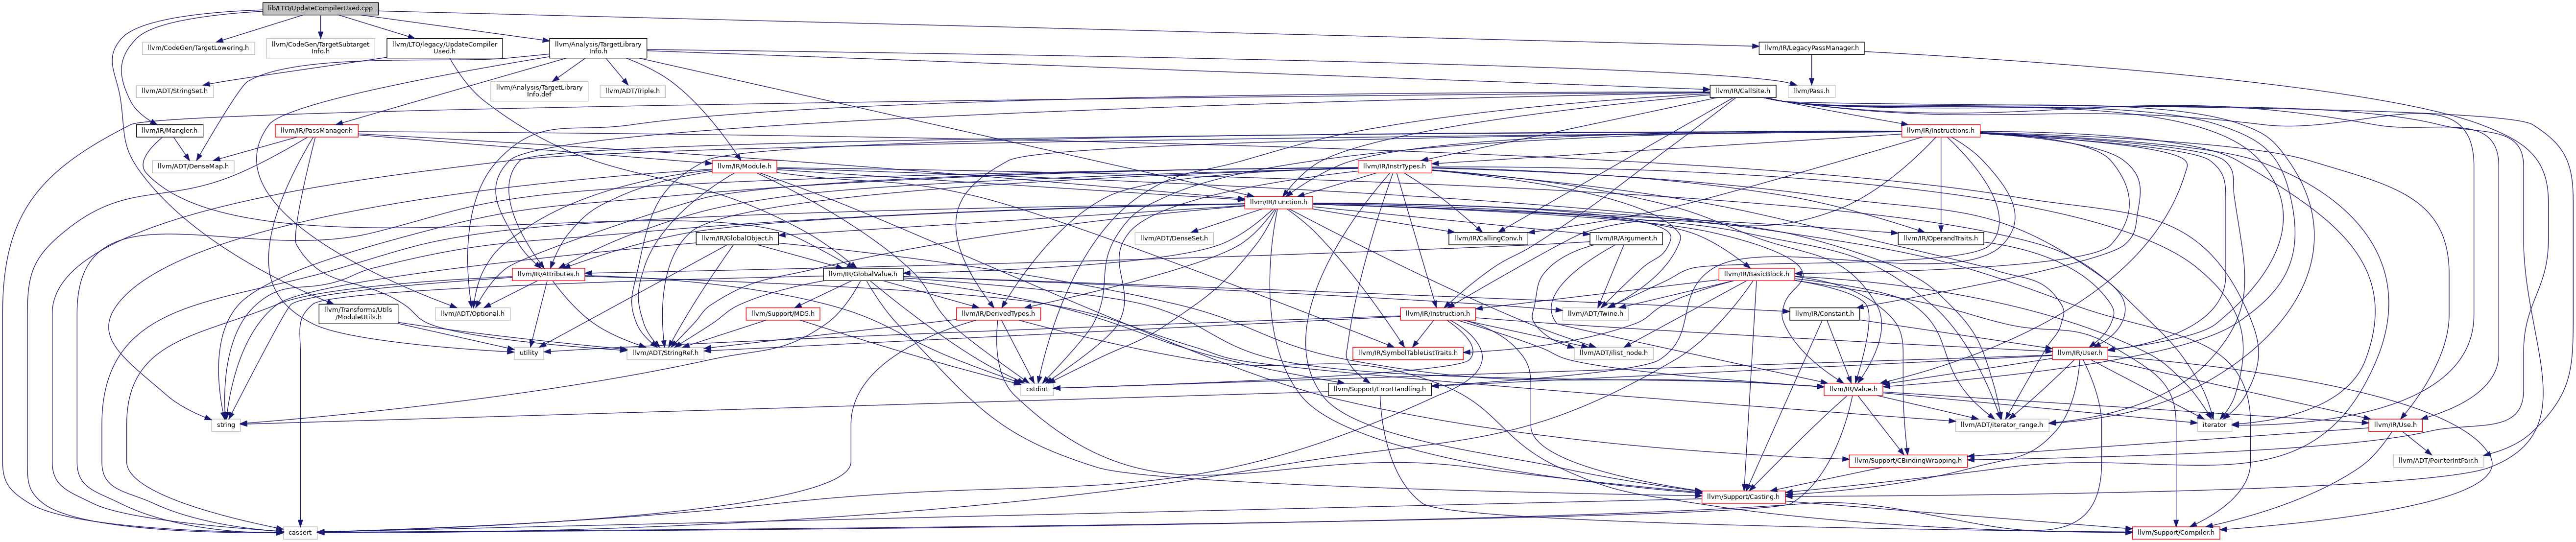 lib/LTO/UpdateCompilerUsed.cpp
llvm/CodeGen/TargetLowering.h
llvm/CodeGen/TargetSubtarget
Info.h
llvm/LTO/legacy/UpdateCompiler
Used.h
llvm/Analysis/TargetLibrary
Info.h
llvm/IR/LegacyPassManager.h
llvm/ADT/StringSet.h
llvm/Analysis/TargetLibrary
Info.def
llvm/ADT/Triple.h
llvm/IR/CallSite.h
llvm/Pass.h
llvm/IR/Mangler.h
llvm/IR/PassManager.h
llvm/IR/Instructions.h
llvm/ADT/DenseMap.h
llvm/IR/Module.h
llvm/IR/InstrTypes.h
llvm/IR/Function.h
llvm/IR/GlobalObject.h
llvm/ADT/DenseSet.h
llvm/IR/CallingConv.h
llvm/IR/Argument.h
llvm/IR/OperandTraits.h
llvm/IR/Attributes.h
llvm/IR/GlobalValue.h
llvm/IR/BasicBlock.h
llvm/Transforms/Utils
/ModuleUtils.h
llvm/ADT/Optional.h
llvm/Support/MD5.h
llvm/IR/DerivedTypes.h
llvm/IR/Instruction.h
llvm/ADT/Twine.h
llvm/IR/Constant.h
utility
llvm/ADT/StringRef.h
llvm/IR/SymbolTableListTraits.h
llvm/ADT/ilist_node.h
llvm/IR/User.h
cstdint
llvm/Support/ErrorHandling.h
llvm/IR/Value.h
string
llvm/ADT/iterator_range.h
iterator
llvm/IR/Use.h
llvm/Support/CBindingWrapping.h
llvm/ADT/PointerIntPair.h
llvm/Support/Casting.h
cassert
llvm/Support/Compiler.h